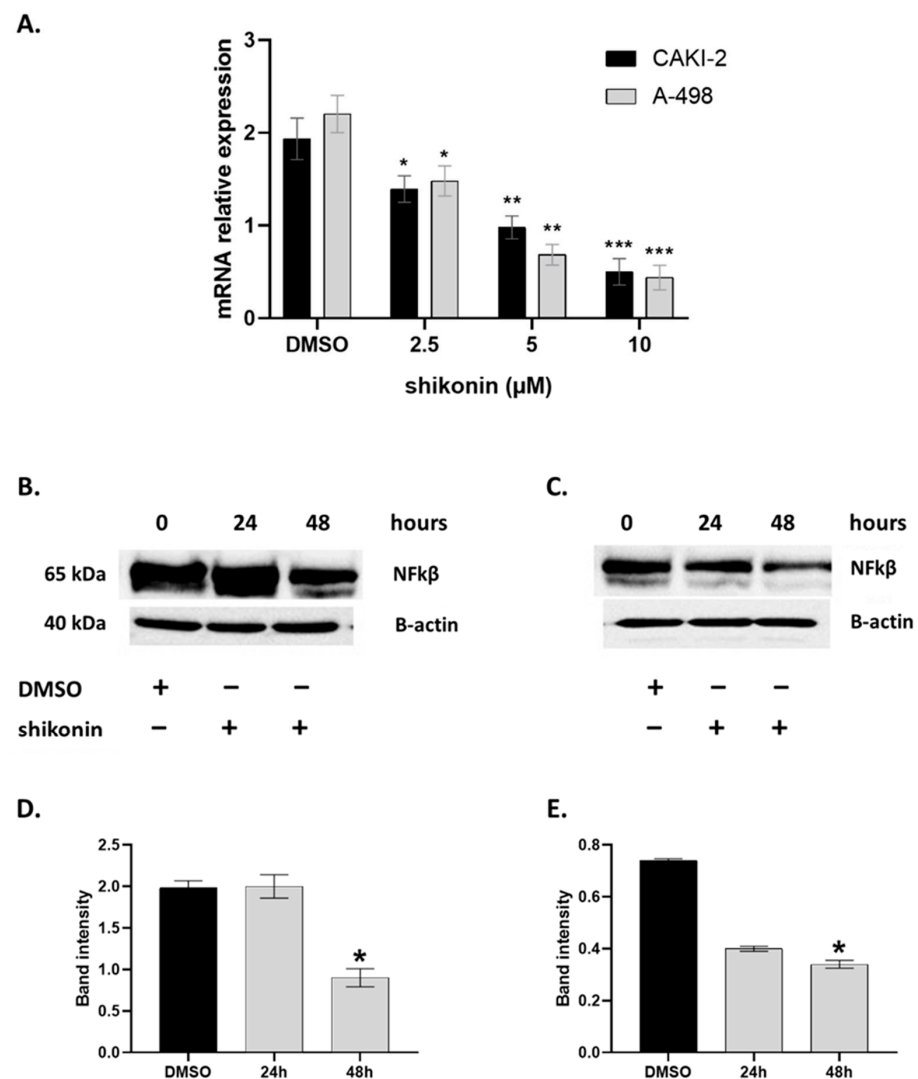 A.
3
2
1
0
mRNA relative expression
CAKI-2
A-498
* *
** **
*** ***
DMSO 2.5 5 10
shikonin (µM)
B.
0 24 48 hours
65 kDa NFkβ
40 kDa B-actin
DMSO + − −
shikonin − + +
C.
0 24 48 hours
NFkβ
B-actin
+ − −
− + +
D.
2.5
2.0
1.5
1.0
0.5
0.0
Band intensity
*
DMSO 24h 48h
E.
0.8
0.6
0.4
0.2
0.0
Band intensity
*
DMSO 24h 48h